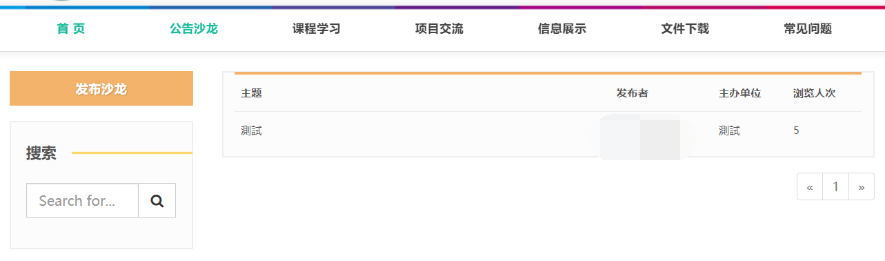 首 页 公告沙龙 课程学习 项目交流 信息展示 文件下载 常见问题
发布沙龙
搜索
Search for...
主题 发布者 主办单位 浏览人次
测試 测試 5
« 1 »